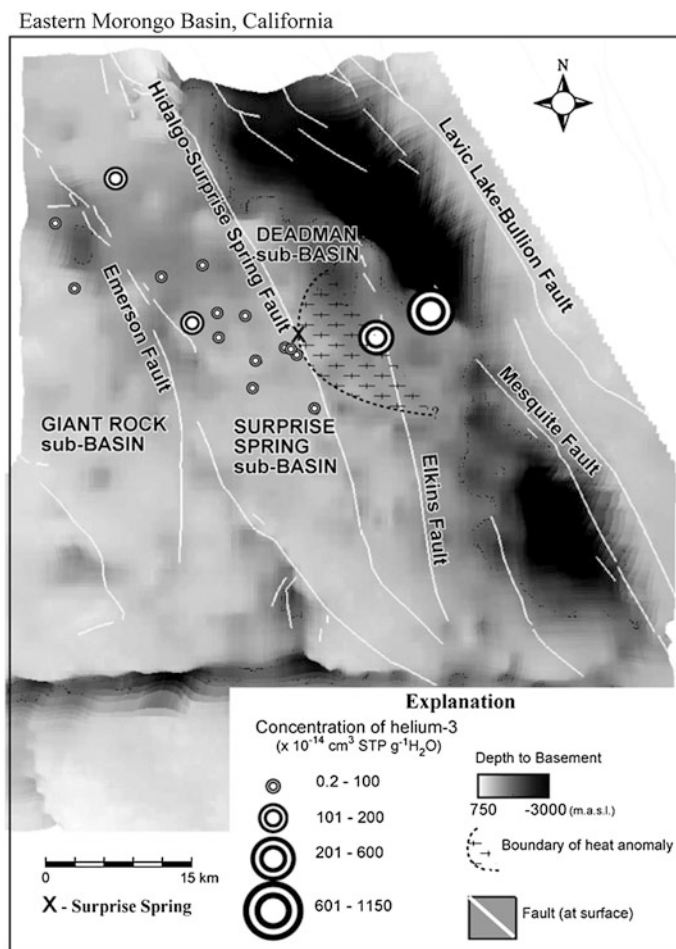 Eastern Morongo Basin, California
N
Hidalgo-Surprise Spring Fault
Lavic Lake-Bullion Fault
DEADMAN
sub-BASIN
Emerson Fault
X
Mesquite Fault
GIANT ROCK
sub-BASIN
SURPRISE
SPRING
sub-BASIN
?
Elkins Fault
Explanation
Concentration of helium-3
(x 10⁻¹⁴ cm³ STP g⁻¹H₂O)
0.2 - 100
101 - 200
201 - 600
601 - 1150
Depth to Basement
750 -3000 (m.a.s.l.)
Boundary of heat anomaly
Fault (at surface)
0 15 km
X - Surprise Spring